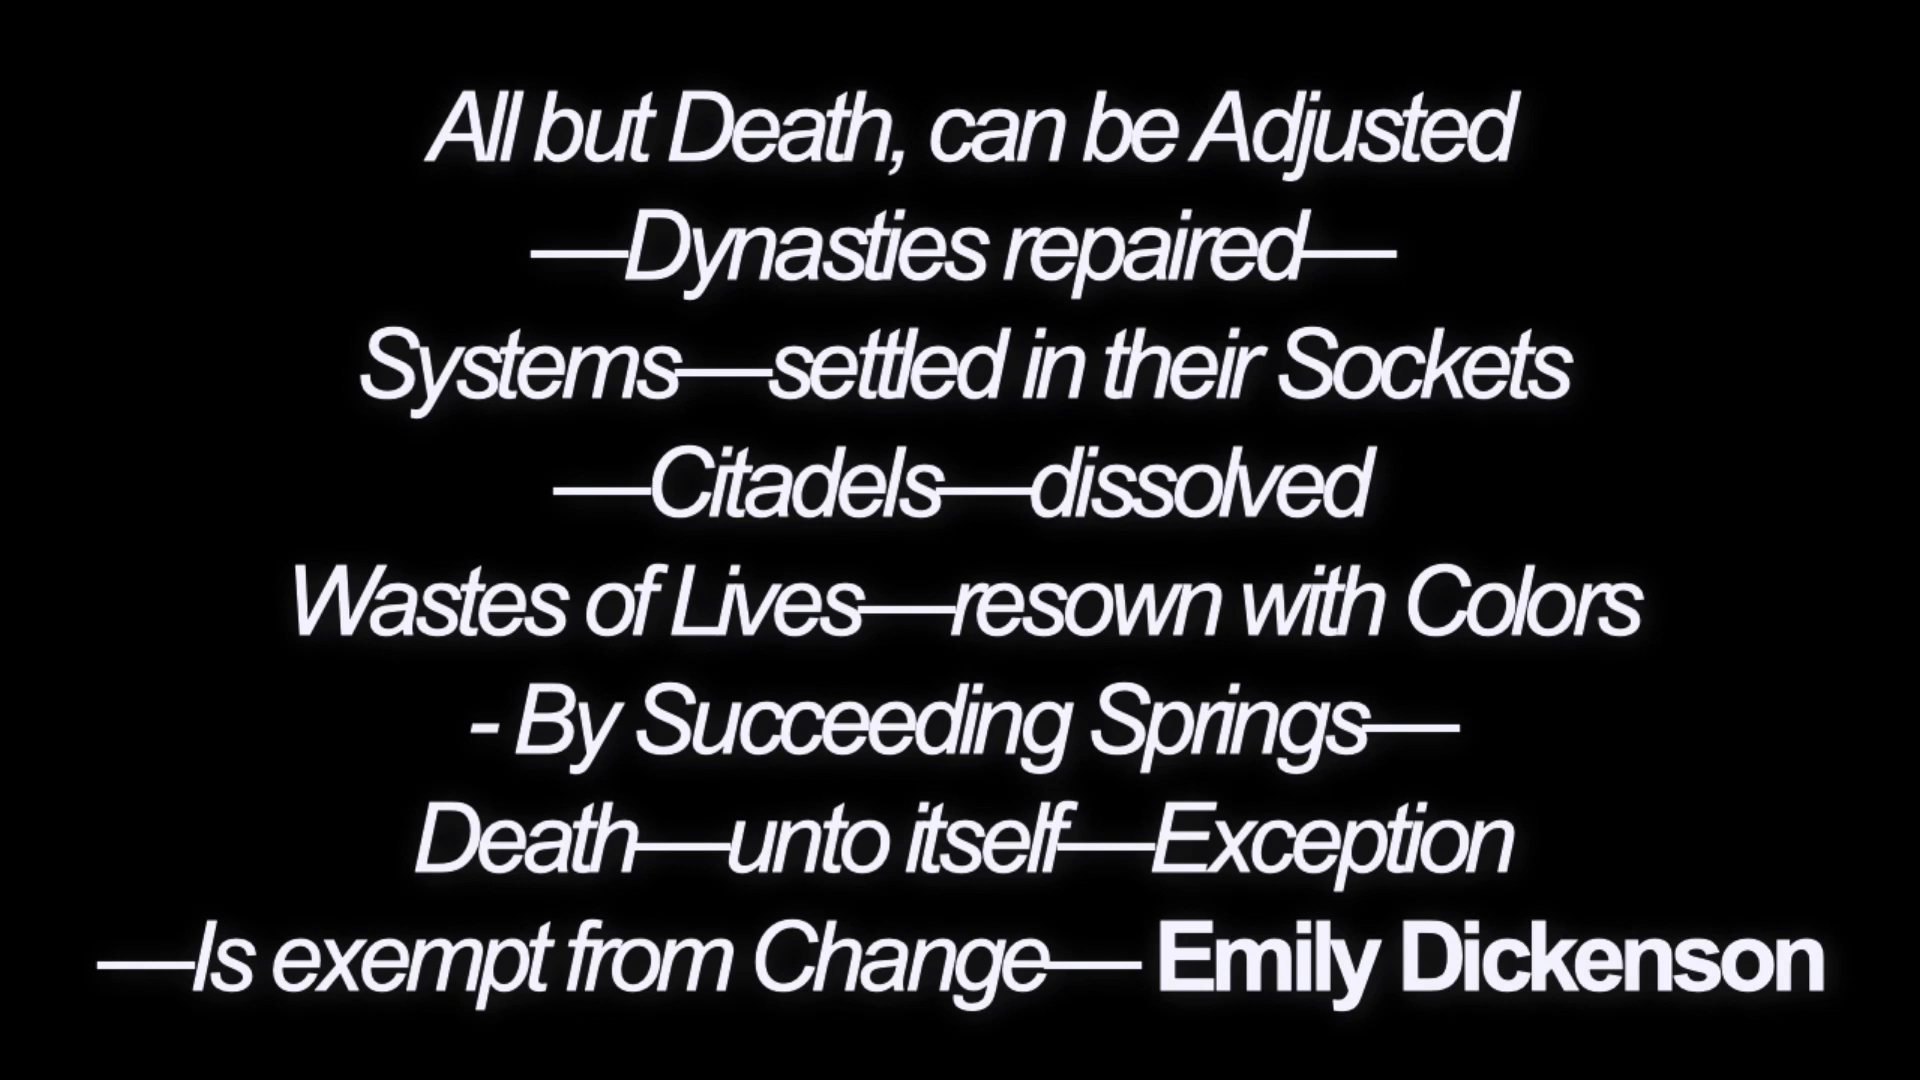 All but Death, can be Adjusted
—Dynasties repaired—
Systems—settled in their Sockets
—Citadels—dissolved
Wastes of Lives—resown with Colors
- By Succeeding Springs—
Death—unto itself—Exception
—Is exempt from Change— Emily Dickenson